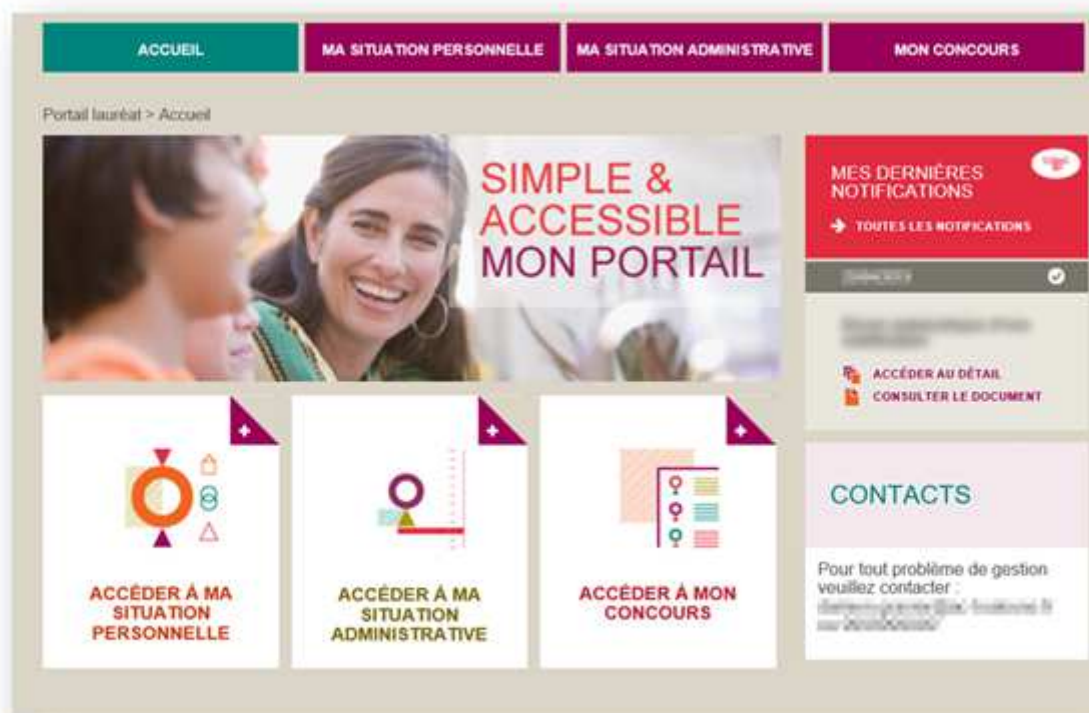 ACCUEIL
MA SITUATION PERSONNELLE
MA SITUATION ADMINISTRATIVE
MON CONCOURS
Portail lauréat > Accueil
SIMPLE &
ACCESSIBLE
MON PORTAIL
MES DERNIÈRES
NOTIFICATIONS
TOUTES LES NOTIFICATIONS
ACCÉDER AU DÉTAIL
CONSULTER LE DOCUMENT
ACCÉDER À MA
SITUATION
PERSONNELLE
ACCÉDER À MA
SITUATION
ADMINISTRATIVE
ACCÉDER À MON
CONCOURS
CONTACTS
Pour tout problème de gestion
veuillez contacter :